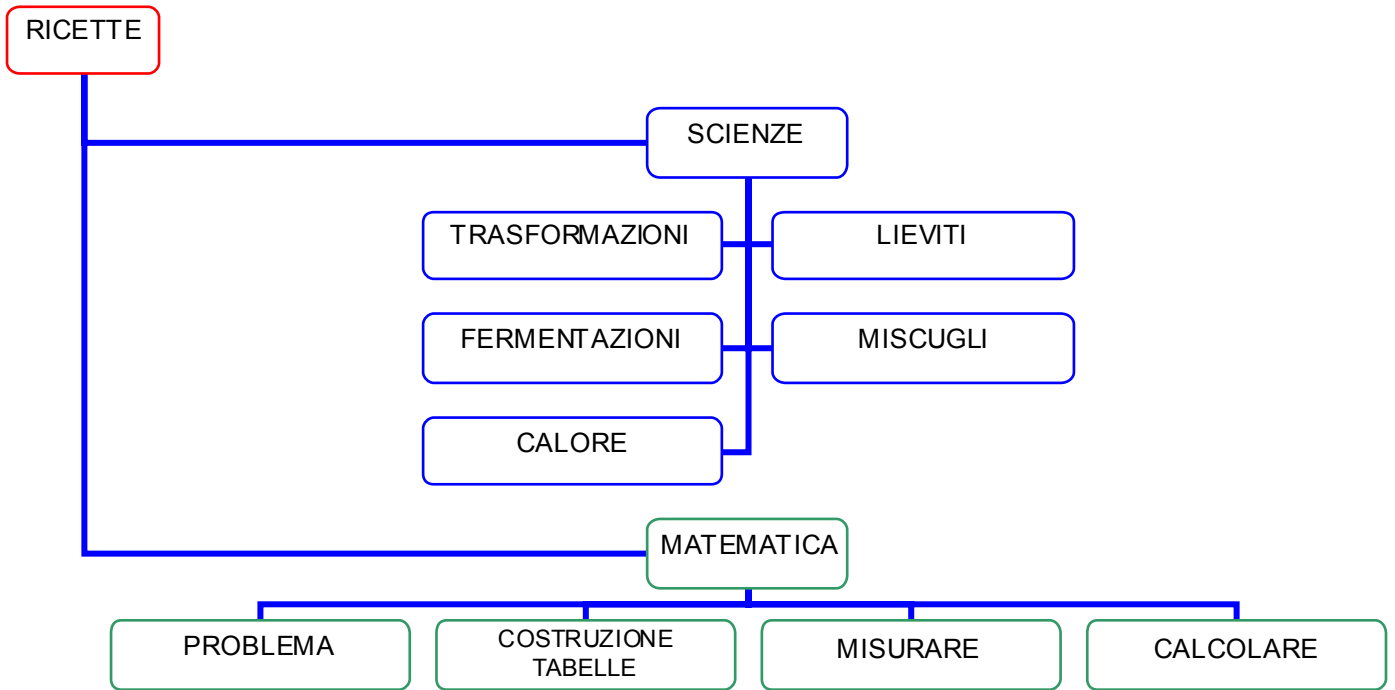 RICETTE
SCIENZE
TRASFORMAZIONI
LIEVITI
FERMENTAZIONI
MISCUGLI
CALORE
MATEMATICA
PROBLEMA
COSTRUZIONE
TABELLE
MISURARE
CALCOLARE